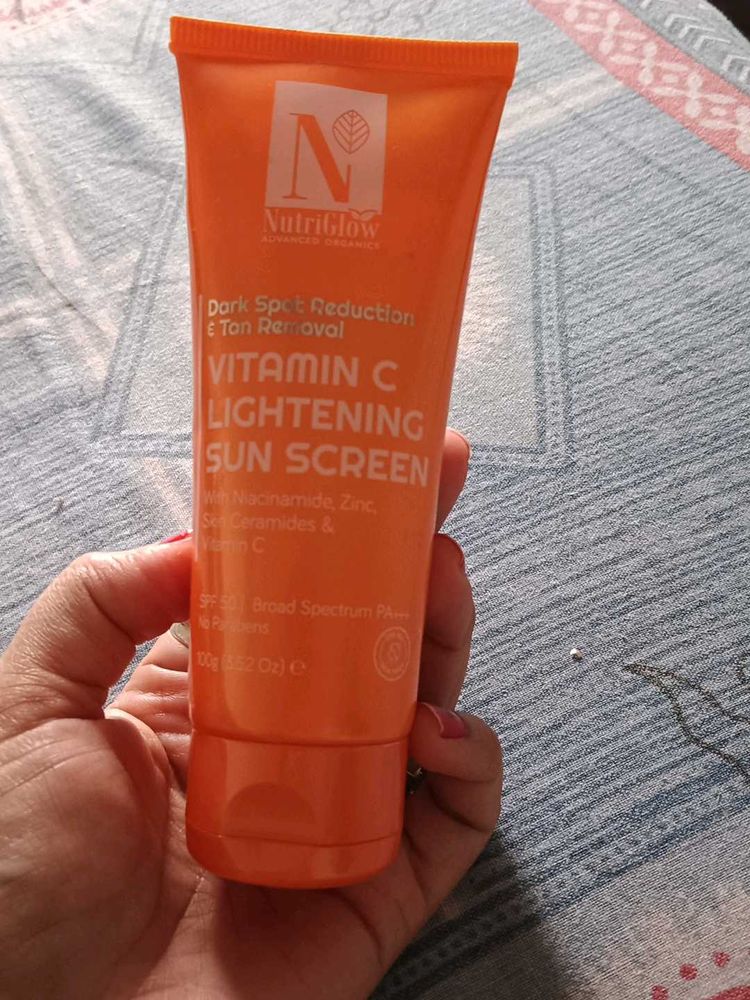 N
NutriGlow
ADVANCED ORGANICS
Dark Spot Reduction
& Tan Removal
VITAMIN C
LIGHTENING
SUN SCREEN
With Niacinamide, Zinc,
Skin Ceramides &
Vitamin C
SPF 50 | Broad Spectrum PA+++
No Parabens
100g (3.52 Oz) ℮